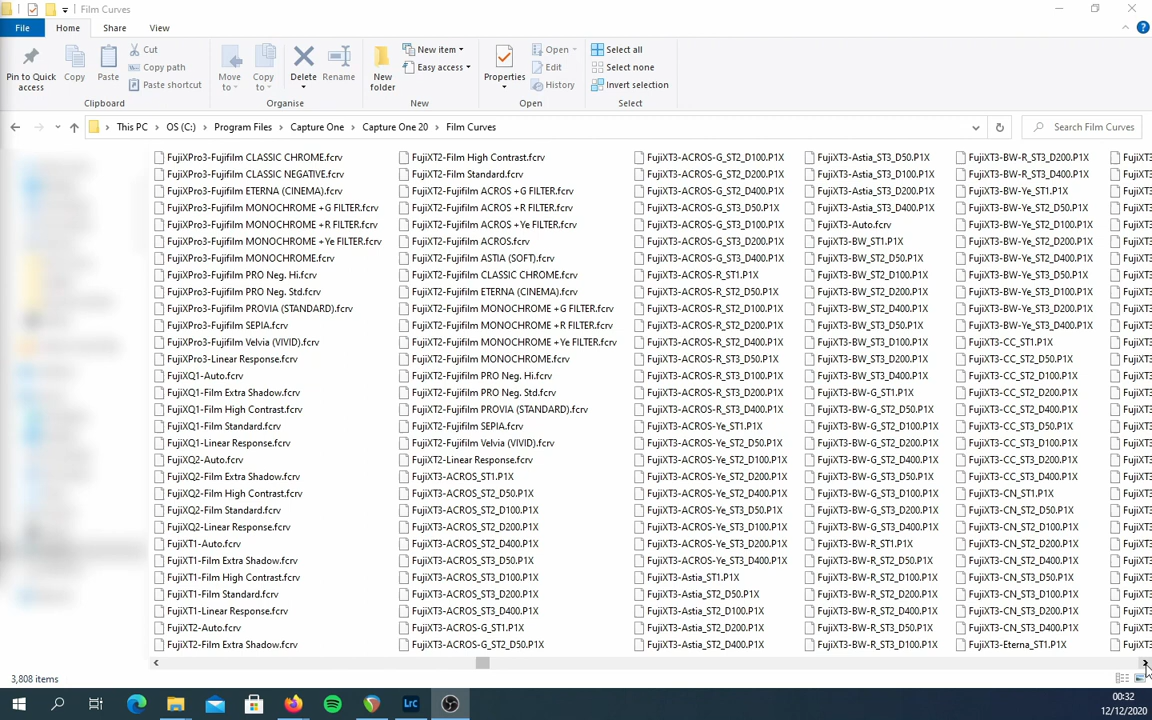 Film Curves
File
Home
Share
View
Pin to Quick access
Copy
Paste
Cut
Copy path
Paste shortcut
Clipboard
Move to
Copy to
Delete
Rename
Organise
New folder
New item
Easy access
New
Properties
Open
Edit
History
Open
Select all
Select none
Invert selection
Select
This PC
OS (C:)
Program Files
Capture One
Capture One 20
Film Curves
Search Film Curves
FujiXPro3-Fujifilm CLASSIC CHROME.fcrv
FujiXPro3-Fujifilm CLASSIC NEGATIVE.fcrv
FujiXPro3-Fujifilm ETERNA (CINEMA).fcrv
FujiXPro3-Fujifilm MONOCHROME +G FILTER.fcrv
FujiXPro3-Fujifilm MONOCHROME +R FILTER.fcrv
FujiXPro3-Fujifilm MONOCHROME +Ye FILTER.fcrv
FujiXPro3-Fujifilm MONOCHROME.fcrv
FujiXPro3-Fujifilm PRO Neg. Hi.fcrv
FujiXPro3-Fujifilm PRO Neg. Std.fcrv
FujiXPro3-Fujifilm PROVIA (STANDARD).fcrv
FujiXPro3-Fujifilm SEPIA.fcrv
FujiXPro3-Fujifilm Velvia (VIVID).fcrv
FujiXPro3-Linear Response.fcrv
FujiXQ1-Auto.fcrv
FujiXQ1-Film Extra Shadow.fcrv
FujiXQ1-Film High Contrast.fcrv
FujiXQ1-Film Standard.fcrv
FujiXQ1-Linear Response.fcrv
FujiXQ2-Auto.fcrv
FujiXQ2-Film Extra Shadow.fcrv
FujiXQ2-Film High Contrast.fcrv
FujiXQ2-Film Standard.fcrv
FujiXQ2-Linear Response.fcrv
FujiXT1-Auto.fcrv
FujiXT1-Film Extra Shadow.fcrv
FujiXT1-Film High Contrast.fcrv
FujiXT1-Film Standard.fcrv
FujiXT1-Linear Response.fcrv
FujiXT2-Auto.fcrv
FujiXT2-Film Extra Shadow.fcrv
FujiXT2-Film High Contrast.fcrv
FujiXT2-Film Standard.fcrv
FujiXT2-Fujifilm ACROS +G FILTER.fcrv
FujiXT2-Fujifilm ACROS +R FILTER.fcrv
FujiXT2-Fujifilm ACROS +Ye FILTER.fcrv
FujiXT2-Fujifilm ACROS.fcrv
FujiXT2-Fujifilm ASTIA (SOFT).fcrv
FujiXT2-Fujifilm CLASSIC CHROME.fcrv
FujiXT2-Fujifilm ETERNA (CINEMA).fcrv
FujiXT2-Fujifilm MONOCHROME +G FILTER.fcrv
FujiXT2-Fujifilm MONOCHROME +R FILTER.fcrv
FujiXT2-Fujifilm MONOCHROME +Ye FILTER.fcrv
FujiXT2-Fujifilm MONOCHROME.fcrv
FujiXT2-Fujifilm PRO Neg. Hi.fcrv
FujiXT2-Fujifilm PRO Neg. Std.fcrv
FujiXT2-Fujifilm PROVIA (STANDARD).fcrv
FujiXT2-Fujifilm SEPIA.fcrv
FujiXT2-Fujifilm Velvia (VIVID).fcrv
FujiXT2-Linear Response.fcrv
FujiXT3-ACROS_ST1.P1X
FujiXT3-ACROS_ST2_D50.P1X
FujiXT3-ACROS_ST2_D100.P1X
FujiXT3-ACROS_ST2_D200.P1X
FujiXT3-ACROS_ST2_D400.P1X
FujiXT3-ACROS_ST3_D50.P1X
FujiXT3-ACROS_ST3_D100.P1X
FujiXT3-ACROS_ST3_D200.P1X
FujiXT3-ACROS_ST3_D400.P1X
FujiXT3-ACROS-G_ST1.P1X
FujiXT3-ACROS-G_ST2_D50.P1X
FujiXT3-ACROS-G_ST2_D100.P1X
FujiXT3-ACROS-G_ST2_D200.P1X
FujiXT3-ACROS-G_ST2_D400.P1X
FujiXT3-ACROS-G_ST3_D50.P1X
FujiXT3-ACROS-G_ST3_D100.P1X
FujiXT3-ACROS-G_ST3_D200.P1X
FujiXT3-ACROS-G_ST3_D400.P1X
FujiXT3-ACROS-R_ST1.P1X
FujiXT3-ACROS-R_ST2_D50.P1X
FujiXT3-ACROS-R_ST2_D100.P1X
FujiXT3-ACROS-R_ST2_D200.P1X
FujiXT3-ACROS-R_ST2_D400.P1X
FujiXT3-ACROS-R_ST3_D50.P1X
FujiXT3-ACROS-R_ST3_D100.P1X
FujiXT3-ACROS-R_ST3_D200.P1X
FujiXT3-ACROS-R_ST3_D400.P1X
FujiXT3-ACROS-Ye_ST1.P1X
FujiXT3-ACROS-Ye_ST2_D50.P1X
FujiXT3-ACROS-Ye_ST2_D100.P1X
FujiXT3-ACROS-Ye_ST2_D200.P1X
FujiXT3-ACROS-Ye_ST2_D400.P1X
FujiXT3-ACROS-Ye_ST3_D50.P1X
FujiXT3-ACROS-Ye_ST3_D100.P1X
FujiXT3-ACROS-Ye_ST3_D200.P1X
FujiXT3-ACROS-Ye_ST3_D400.P1X
FujiXT3-Astia_ST1.P1X
FujiXT3-Astia_ST2_D50.P1X
FujiXT3-Astia_ST2_D100.P1X
FujiXT3-Astia_ST2_D200.P1X
FujiXT3-Astia_ST2_D400.P1X
FujiXT3-Astia_ST3_D50.P1X
FujiXT3-Astia_ST3_D100.P1X
FujiXT3-Astia_ST3_D200.P1X
FujiXT3-Astia_ST3_D400.P1X
FujiXT3-Auto.fcrv
FujiXT3-BW_ST1.P1X
FujiXT3-BW_ST2_D50.P1X
FujiXT3-BW_ST2_D100.P1X
FujiXT3-BW_ST2_D200.P1X
FujiXT3-BW_ST2_D400.P1X
FujiXT3-BW_ST3_D50.P1X
FujiXT3-BW_ST3_D100.P1X
FujiXT3-BW_ST3_D200.P1X
FujiXT3-BW_ST3_D400.P1X
FujiXT3-BW-G_ST1.P1X
FujiXT3-BW-G_ST2_D50.P1X
FujiXT3-BW-G_ST2_D100.P1X
FujiXT3-BW-G_ST2_D200.P1X
FujiXT3-BW-G_ST2_D400.P1X
FujiXT3-BW-G_ST3_D50.P1X
FujiXT3-BW-G_ST3_D100.P1X
FujiXT3-BW-G_ST3_D200.P1X
FujiXT3-BW-G_ST3_D400.P1X
FujiXT3-BW-R_ST1.P1X
FujiXT3-BW-R_ST2_D50.P1X
FujiXT3-BW-R_ST2_D100.P1X
FujiXT3-BW-R_ST2_D200.P1X
FujiXT3-BW-R_ST2_D400.P1X
FujiXT3-BW-R_ST3_D50.P1X
FujiXT3-BW-R_ST3_D100.P1X
FujiXT3-BW-R_ST3_D200.P1X
FujiXT3-BW-R_ST3_D400.P1X
FujiXT3-BW-Ye_ST1.P1X
FujiXT3-BW-Ye_ST2_D50.P1X
FujiXT3-BW-Ye_ST2_D100.P1X
FujiXT3-BW-Ye_ST2_D200.P1X
FujiXT3-BW-Ye_ST2_D400.P1X
FujiXT3-BW-Ye_ST3_D50.P1X
FujiXT3-BW-Ye_ST3_D100.P1X
FujiXT3-BW-Ye_ST3_D200.P1X
FujiXT3-BW-Ye_ST3_D400.P1X
FujiXT3-CC_ST1.P1X
FujiXT3-CC_ST2_D50.P1X
FujiXT3-CC_ST2_D100.P1X
FujiXT3-CC_ST2_D200.P1X
FujiXT3-CC_ST2_D400.P1X
FujiXT3-CC_ST3_D50.P1X
FujiXT3-CC_ST3_D100.P1X
FujiXT3-CC_ST3_D200.P1X
FujiXT3-CC_ST3_D400.P1X
FujiXT3-CN_ST1.P1X
FujiXT3-CN_ST2_D50.P1X
FujiXT3-CN_ST2_D100.P1X
FujiXT3-CN_ST2_D200.P1X
FujiXT3-CN_ST2_D400.P1X
FujiXT3-CN_ST3_D50.P1X
FujiXT3-CN_ST3_D100.P1X
FujiXT3-CN_ST3_D200.P1X
FujiXT3-CN_ST3_D400.P1X
FujiXT3-Eterna_ST1.P1X
3,808 items
Lrc
00:32
12/12/2020